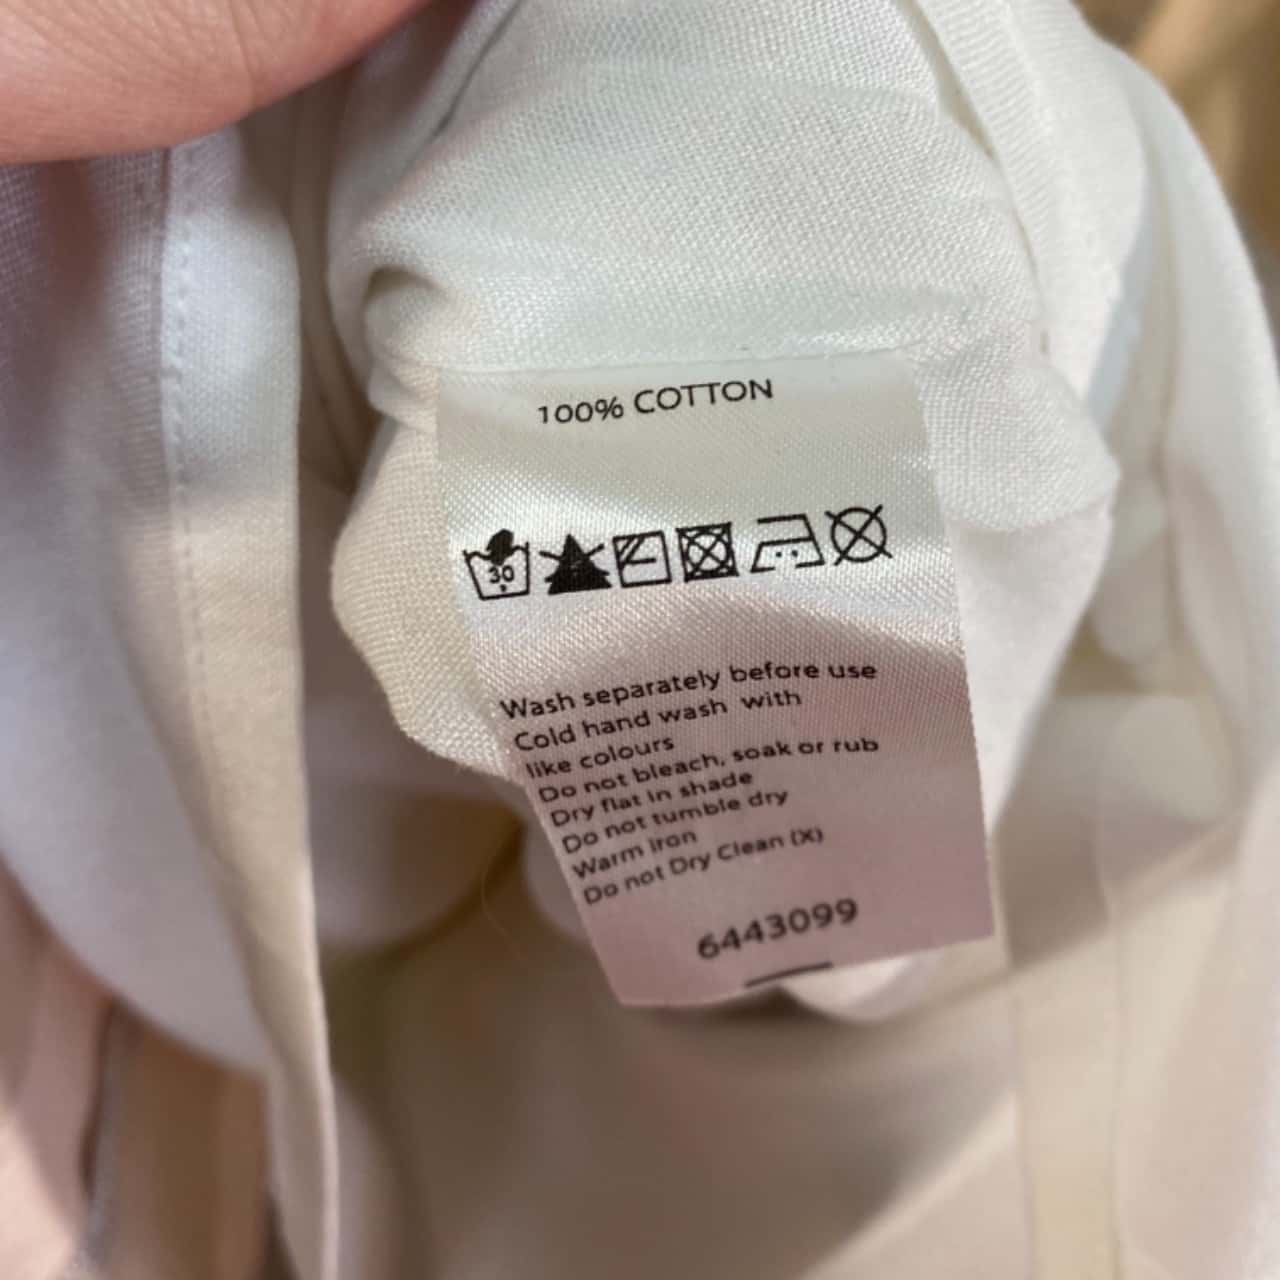 100% COTTON
30
Wash separately before use
Cold hand wash with
like colours
Do not bleach, soak or rub
Dry flat in shade
Do not tumble dry
Warm iron
Do not Dry Clean (X)
6443099